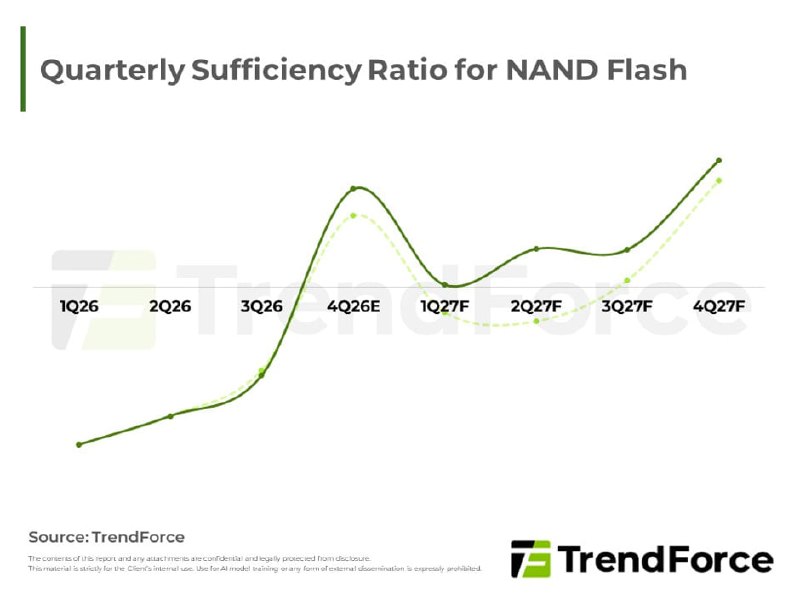 Quarterly Sufficiency Ratio for NAND Flash
TrendForce
1Q26 2Q26 3Q26 4Q26E 1Q27F 2Q27F 3Q27F 4Q27F
Source: TrendForce
The contents of this report and any attachments are confidential and legally protected from disclosure.
This material is strictly for the Client's internal use. Use for AI model training or any form of external dissemination is expressly prohibited.
TrendForce